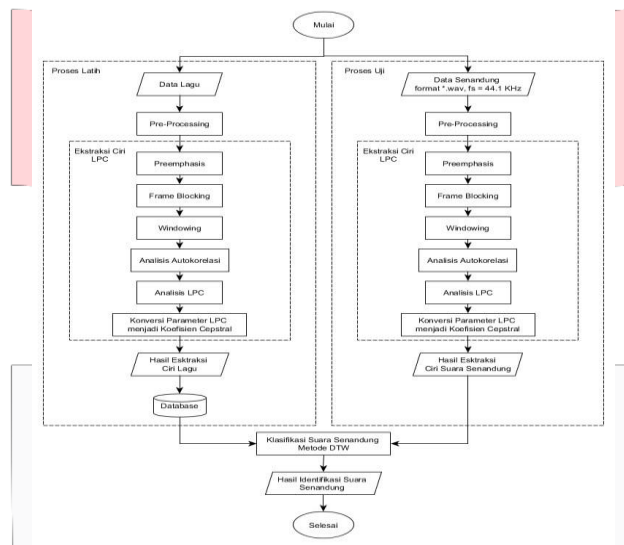 Mulai
Proses Latih
Data Lagu
Pre-Processing
Ekstraksi Ciri
LPC
Preemphasis
Frame Blocking
Windowing
Analisis Autokorelasi
Analisis LPC
Konversi Parameter LPC
menjadi Koefisien Cepstral
Hasil Esktraksi
Ciri Lagu
Database
Proses Uji
Data Senandung
format *.wav, fs = 44.1 KHz
Pre-Processing
Ekstraksi Ciri
LPC
Preemphasis
Frame Blocking
Windowing
Analisis Autokorelasi
Analisis LPC
Konversi Parameter LPC
menjadi Koefisien Cepstral
Hasil Esktraksi
Ciri Suara Senandung
Klasifikasi Suara Senandung
Metode DTW
Hasil Identifikasi Suara
Senandung
Selesai